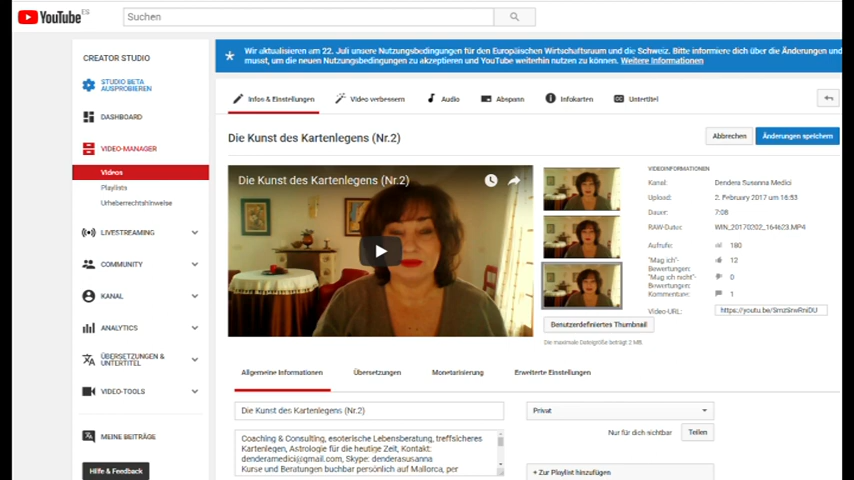 YouTube ES
Suchen
CREATOR STUDIO
STUDIO BETA
AUSPROBIEREN
DASHBOARD
VIDEO-MANAGER
Videos
Playlists
Urheberrechtshinweise
LIVESTREAMING
COMMUNITY
KANAL
ANALYTICS
ÜBERSETZUNGEN &
UNTERTITEL
VIDEO-TOOLS
MEINE BEITRÄGE
Hilfe & Feedback
Wir aktualisieren am 22. Juli unsere Nutzungsbedingungen für den Europäischen Wirtschaftsraum und die Schweiz. Bitte informiere dich über die Änderungen und
musst, um die neuen Nutzungsbedingungen zu akzeptieren und YouTube weiterhin nutzen zu können. Weitere Informationen
Infos & Einstellungen
Video verbessern
Audio
Abspann
Infokarten
Untertitel
Die Kunst des Kartenlegens (Nr.2)
Abbrechen
Änderungen speichern
Die Kunst des Kartenlegens (Nr.2)
VIDEOINFORMATIONEN
Kanal: Dendera Susanna Medici
Upload: 2. February 2017 um 16:53
Dauer: 7:08
RAW-Datei: WIN_20170202_164623.MP4
Aufrufe: 180
"Mag ich"-
Bewertungen: 12
"Mag ich nicht"-
Bewertungen: 0
Kommentare: 1
Video-URL:
Benutzerdefiniertes Thumbnail
Die maximale Dateigröße beträgt 2 MB.
Allgemeine Informationen
Übersetzungen
Monetarisierung
Erweiterte Einstellungen
Die Kunst des Kartenlegens (Nr.2)
Privat
Nur für dich sichtbar
Teilen
Coaching & Consulting, esoterische Lebensberatung, treffsicheres
Kartenlegen, Astrologie für die heutige Zeit, Kontakt:
denderamedici@gmail.com, Skype: denderasusanna
Kurse und Beratungen buchbar persönlich auf Mallorca, per
+ Zur Playlist hinzufügen